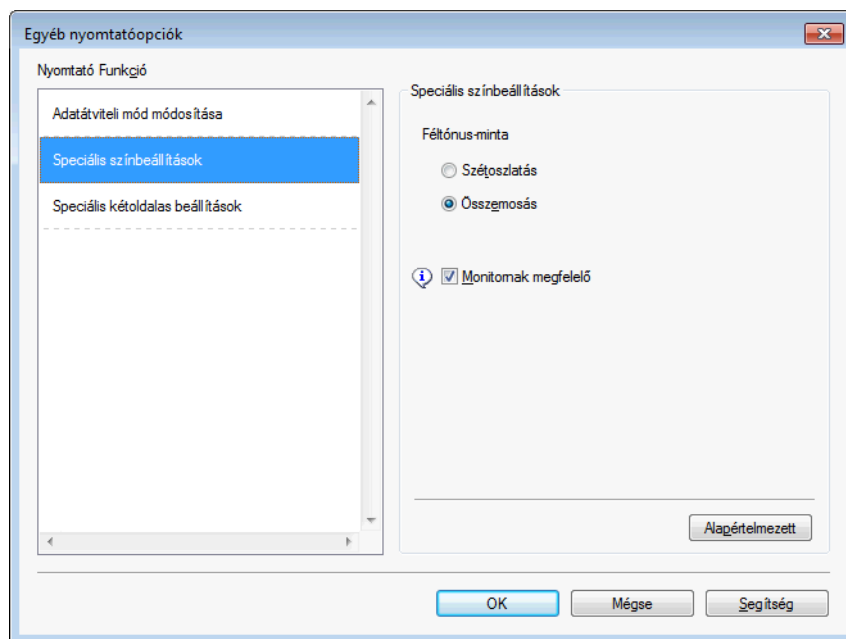 Egyéb nyomtatóopciók
Nyomtató Funkció
Adatátviteli mód módosítása
Speciális színbeállítások
Speciális kétoldalas beállítások
Speciális színbeállítások
Féltónus-minta
Szétoszlatás
Összemosás
Monitornak megfelelő
Alapértelmezett
OK
Mégse
Segítség